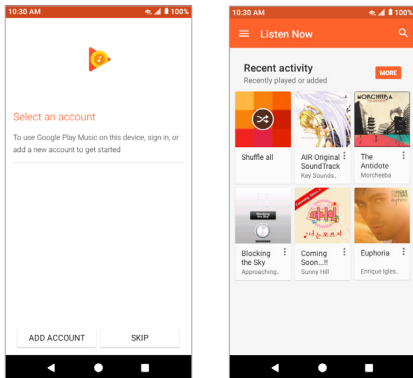 10:30 AM
100%
Select an account
To use Google Play Music on this device, sign in, or
add a new account to get started
ADD ACCOUNT
SKIP
10:30 AM
100%
Listen Now
Recent activity
Recently played
or added
MORE
MORCHEEBA
Shuffle all
AIR Original
SoundTrack
Key Sounds..
The
Antidote
Morcheeba
Blocking
the Sky
Approaching..
Coming
Soon...!!
Sunny Hill
Euphoria
Enrique Igles..